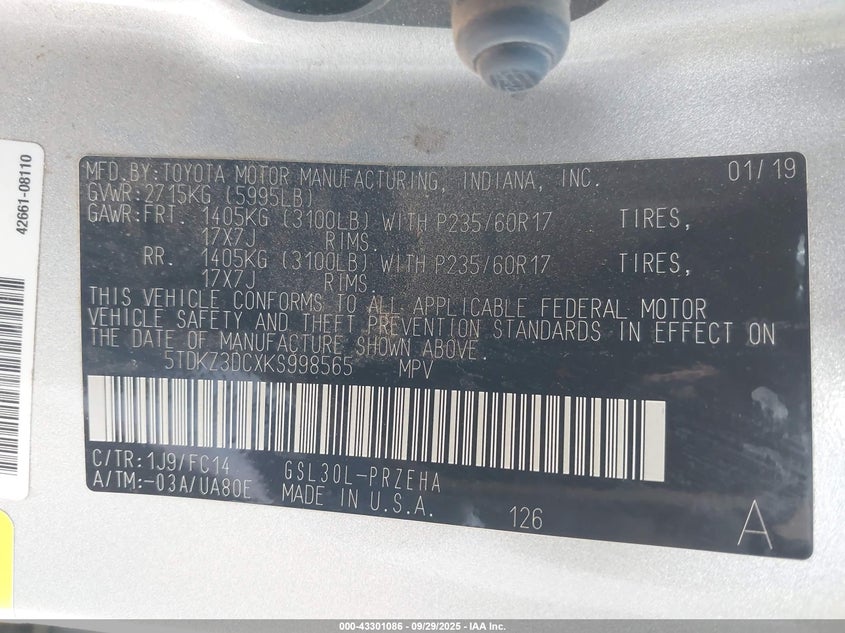 42661-08110
MFD.BY:TOYOTA MOTOR MANUFACTURING, INDIANA, INC. 01/19
GVWR:2715KG (5995LB)
GAWR:FRT. 1405KG (3100LB) WITH P235/60R17 TIRES,
17X7J RIMS.
RR. 1405KG (3100LB) WITH P235/60R17 TIRES,
17X7J RIMS.
THIS VEHICLE CONFORMS TO ALL APPLICABLE FEDERAL MOTOR
VEHICLE SAFETY AND THEFT PREVENTION STANDARDS IN EFFECT ON
THE DATE OF MANUFACTURE SHOWN ABOVE.
5TDKZ3DCXKS998565 MPV
C/TR:1J9/FC14 GSL30L-PRZEHA
A/TM:-03A/UA80E MADE IN U.S.A. 126 A
000-43301086 - 09/29/2025 - IAA Inc.